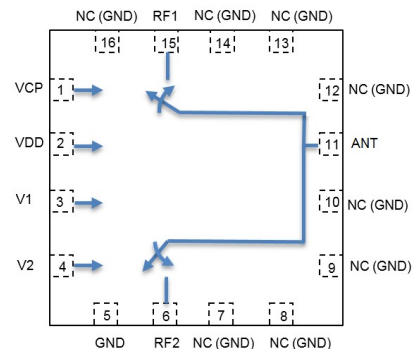 NC (GND) RF1 NC (GND) NC (GND)
16 15 14 13
VCP 1 12 NC (GND)
VDD 2 11 ANT
V1 3 10 NC (GND)
V2 4 9 NC (GND)
5 6 7 8
GND RF2 NC (GND) NC (GND)